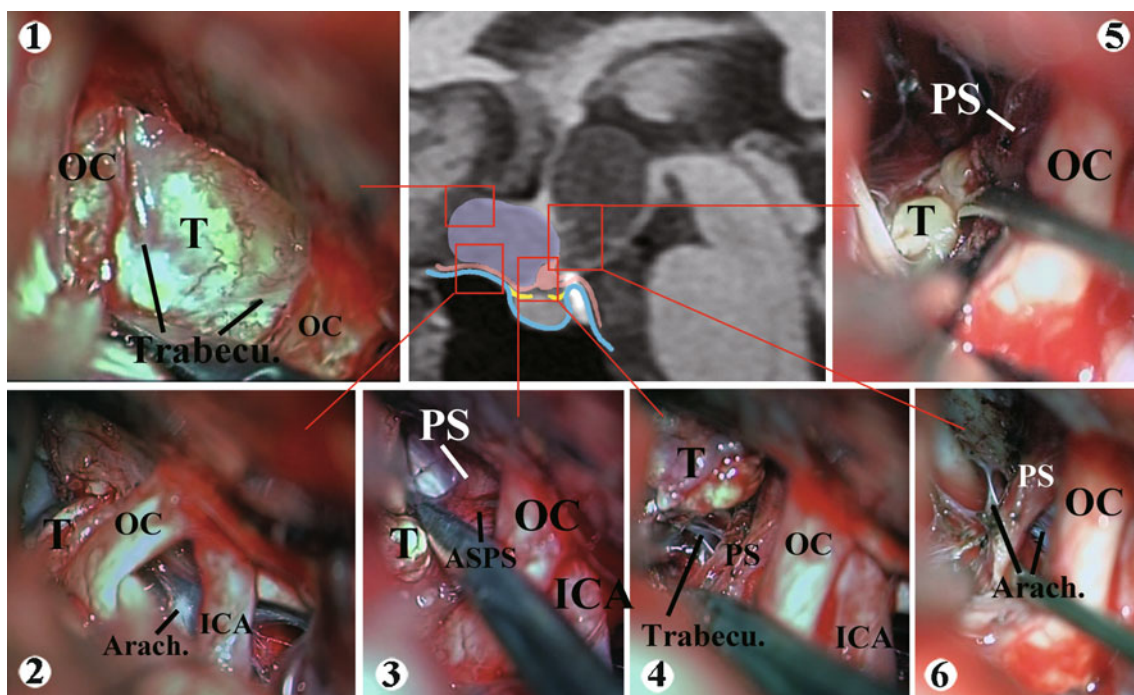 1
OC
T
OC
Trabecu.
5
PS
OC
T
T
OC
Arach.
ICA
2
PS
T
ASPS
OC
ICA
3
T
PS
OC
Trabecu.
ICA
4
PS
OC
Arach.
6